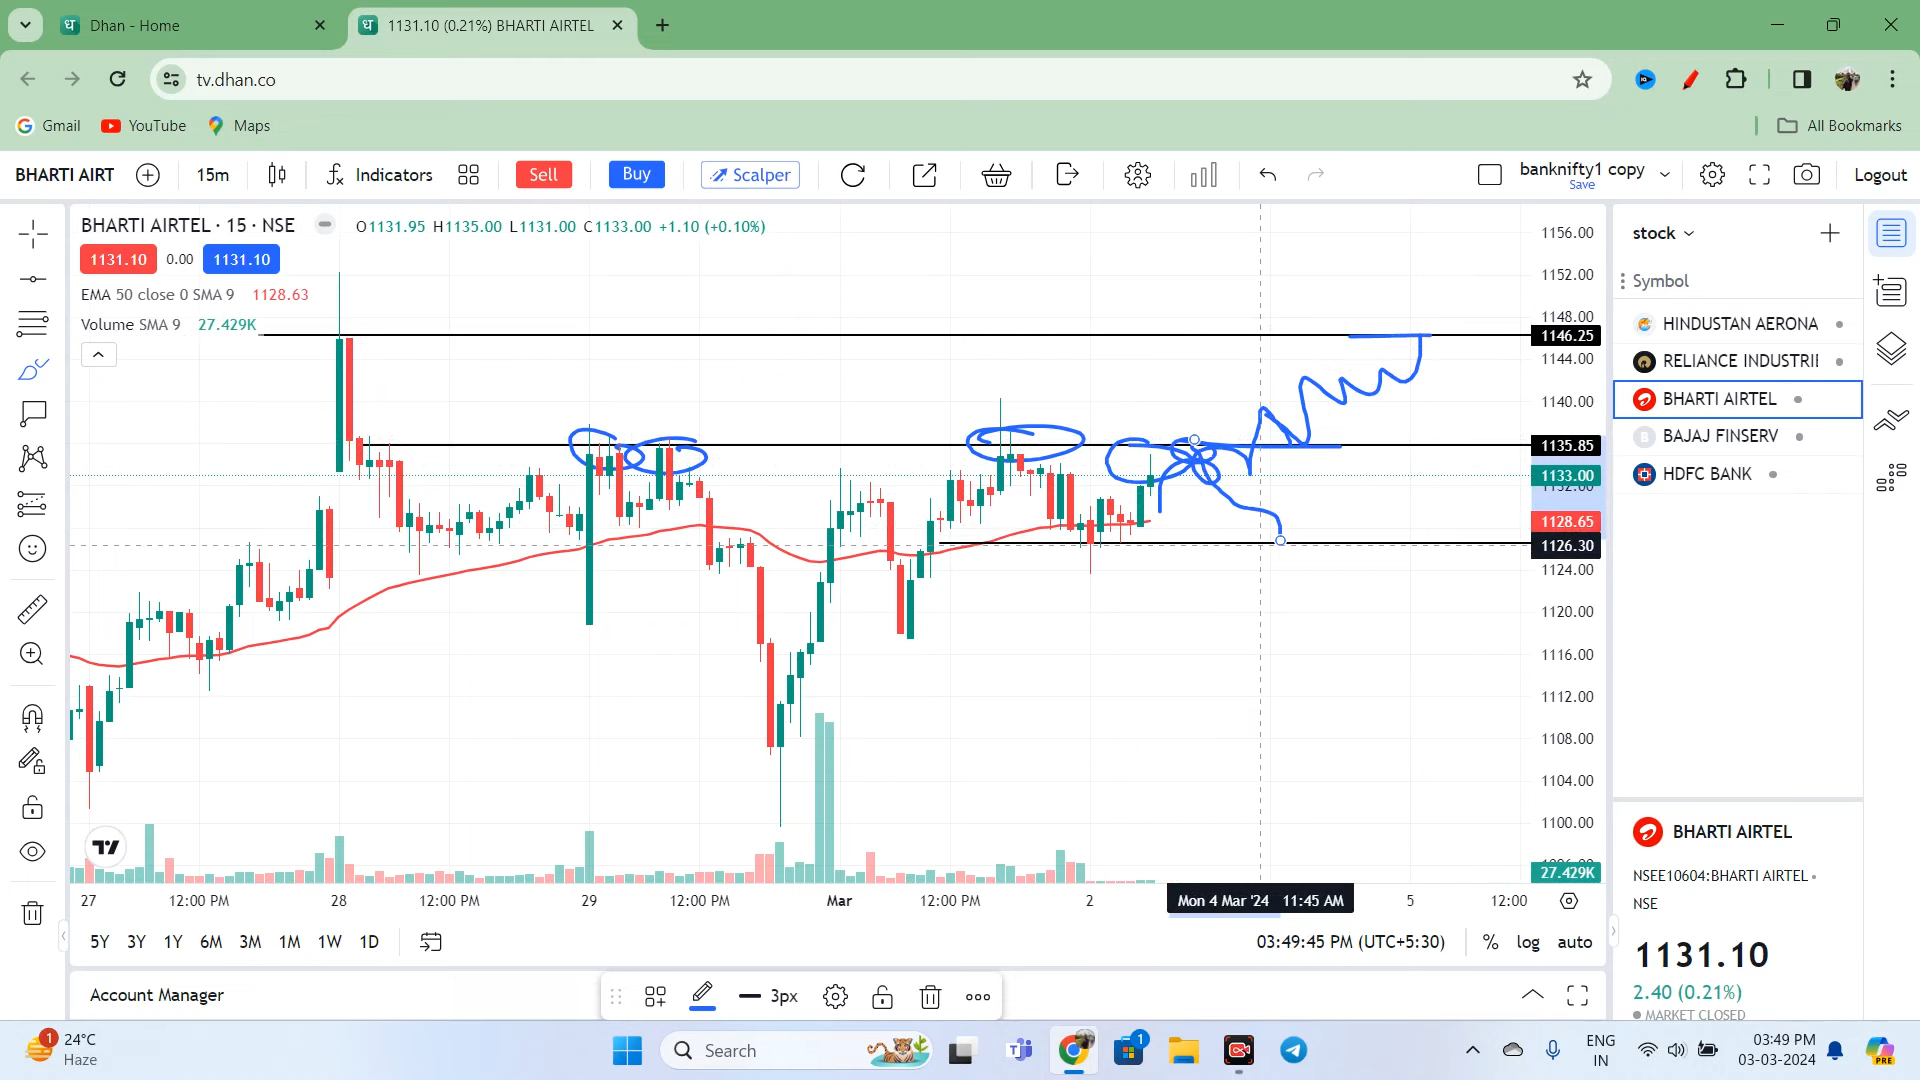 Dhan - Home
1131.10 (0.21%) BHARTI AIRTEL
tv.dhan.co
Gmail
YouTube
Maps
All Bookmarks
BHARTI AIRT
15m
Indicators
Sell
Buy
Scalper
banknifty1 copy
Save
Logout
BHARTI AIRTEL · 15 · NSE
O1131.95 H1135.00 L1131.00 C1133.00 +1.10 (+0.10%)
1131.10 0.00 1131.10
EMA 50 close 0 SMA 9 1128.63
Volume SMA 9 27.429K
1156.00
1152.00
1148.00
1146.25
1144.00
1140.00
1135.85
1133.00
1132.00
1128.65
1126.30
1124.00
1120.00
1116.00
1112.00
1108.00
1104.00
1100.00
1096.00
27.429K
27 12:00 PM 28 12:00 PM 29 12:00 PM Mar 12:00 PM 2 Mon 4 Mar '24 11:45 AM 5 12:00
5Y 3Y 1Y 6M 3M 1M 1W 1D
03:49:45 PM (UTC+5:30)
% log auto
Account Manager
3px
stock
Symbol
HINDUSTAN AERONA
RELIANCE INDUSTRIE
BHARTI AIRTEL
BAJAJ FINSERV
HDFC BANK
BHARTI AIRTEL
NSEE10604:BHARTI AIRTEL
NSE
1131.10
2.40 (0.21%)
MARKET CLOSED
1
24°C
Haze
Search
1
ENG
IN
03:49 PM
03-03-2024
PRE